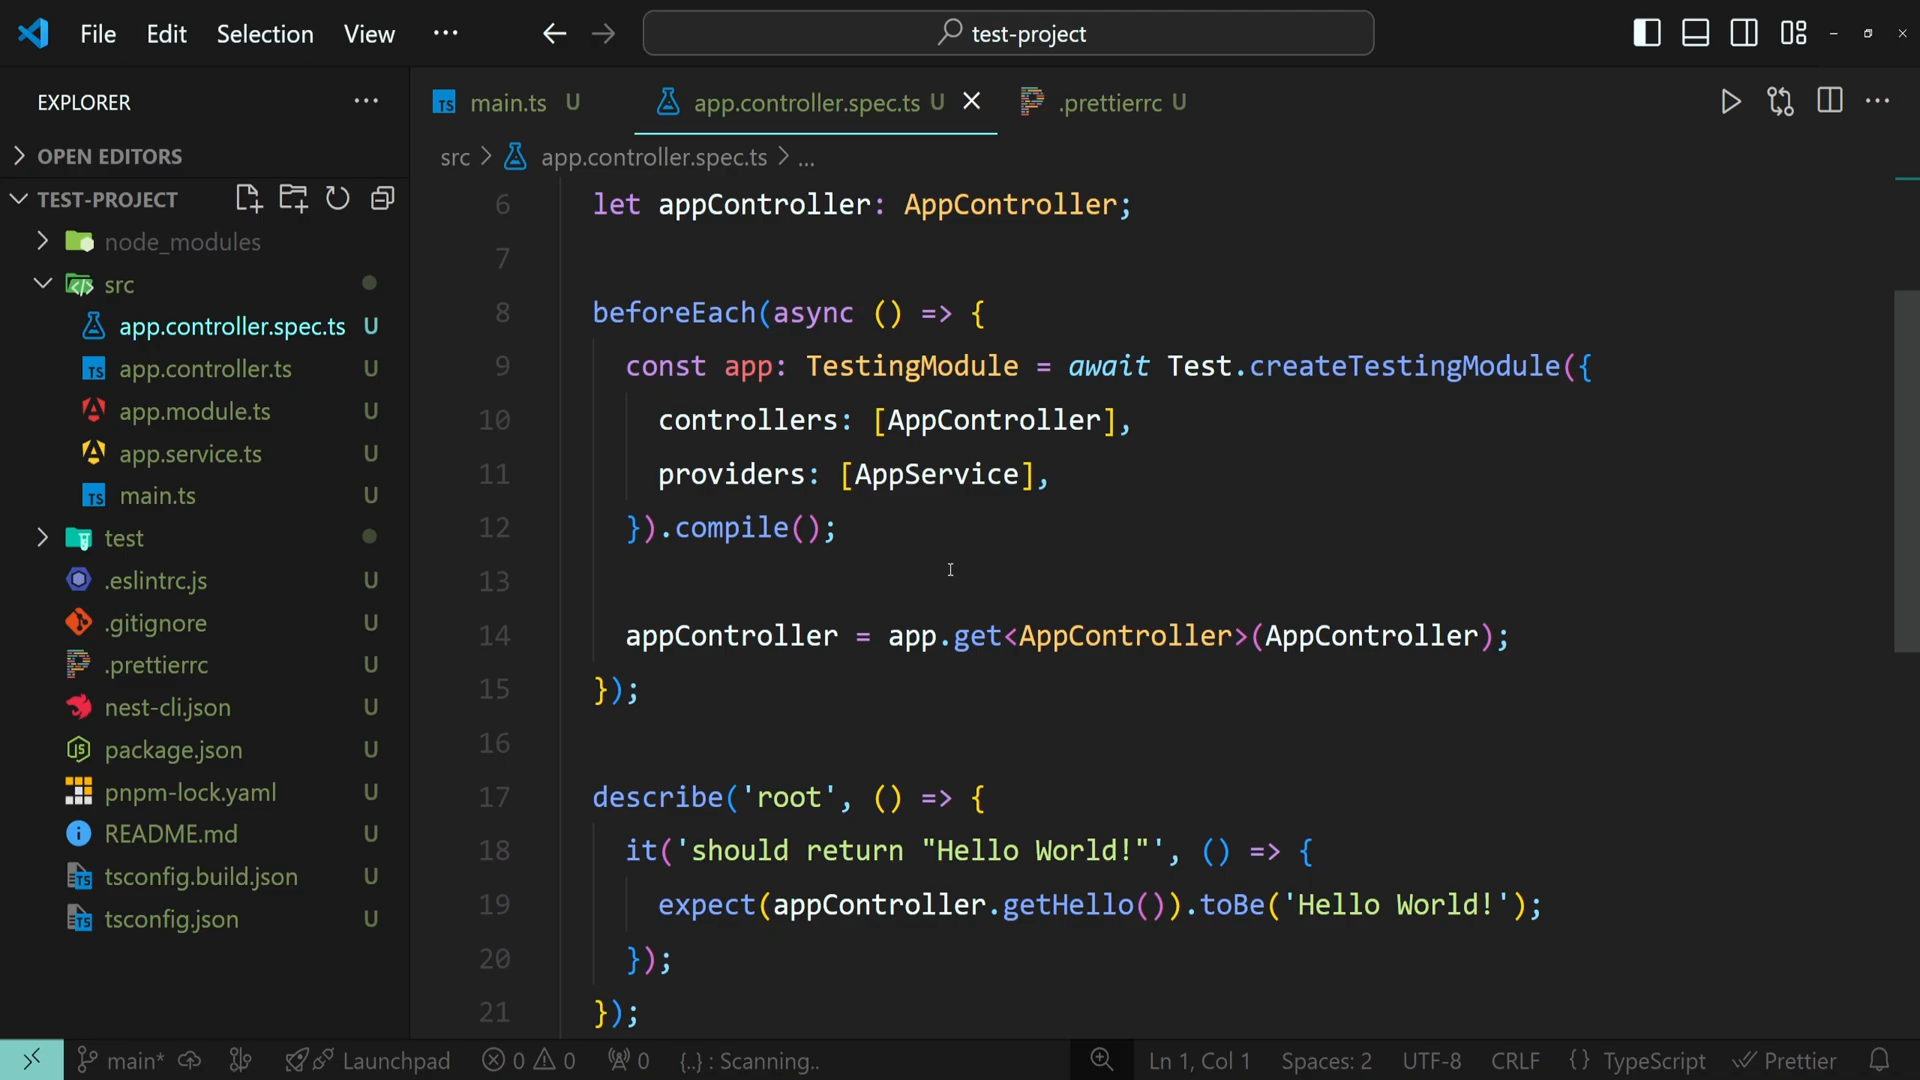 File Edit Selection View ... test-project
EXPLORER ...
OPEN EDITORS
TEST-PROJECT
node_modules
src
app.controller.spec.ts U
app.controller.ts U
app.module.ts U
app.service.ts U
main.ts U
test
.eslintrc.js U
.gitignore U
.prettierrc U
nest-cli.json U
package.json U
pnpm-lock.yaml U
README.md U
tsconfig.build.json U
tsconfig.json U
main.ts U app.controller.spec.ts U .prettierrc U
src > app.controller.spec.ts > ...
6 let appController: AppController;
7
8 beforeEach(async () => {
9 const app: TestingModule = await Test.createTestingModule({
10 controllers: [AppController],
11 providers: [AppService],
12 }).compile();
13
14 appController = app.get<AppController>(AppController);
15 });
16
17 describe('root', () => {
18 it('should return "Hello World!"', () => {
19 expect(appController.getHello()).toBe('Hello World!');
20 });
21 });
main* Launchpad 0 0 0 {..} : Scanning.. Ln 1, Col 1 Spaces: 2 UTF-8 CRLF {} TypeScript Prettier